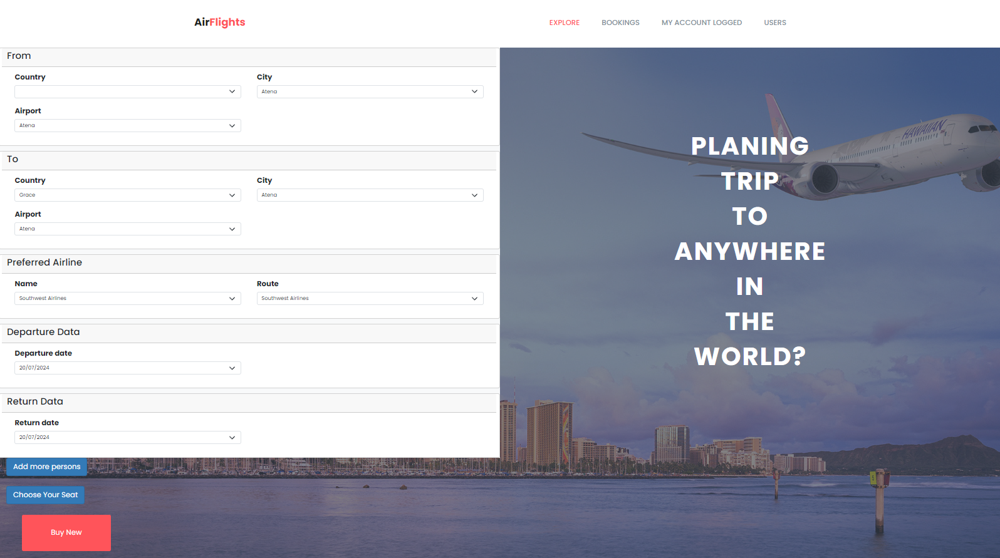 AirFlights
EXPLORE BOOKINGS MY ACCOUNT LOGGED USERS
From
Country City
Atena
Airport
Atena
To
Country City
Grace Atena
Airport
Atena
Preferred Airline
Name Route
Southwest Airlines Southwest Airlines
Departure Data
Departure date
20/07/2024
Return Data
Return date
20/07/2024
Add more persons
Choose Your Seat
Buy New
PLANING
TRIP
TO
ANYWHERE
IN
THE
WORLD?
HAWAIIAN
5